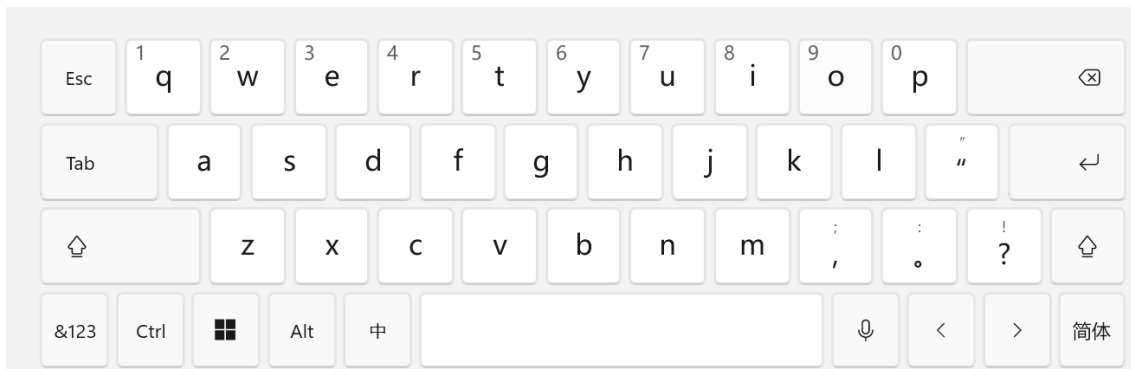 Esc 1 q 2 w 3 e 4 r 5 t 6 y 7 u 8 i 9 o 0 p
Tab a s d f g h j k l ” “
z x c v b n m ; , : 。 ! ?
&123 Ctrl Alt 中 < > 简体